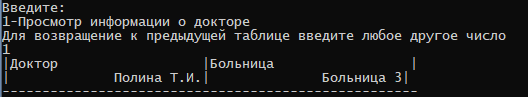 Введите:
1-Просмотр информации о докторе
Для возвращение к предыдущей таблице введите любое другое число
1
|Доктор                  |Больница                 |
|             Полина Т.И.|              Больница 3|
----------------------------------------------------